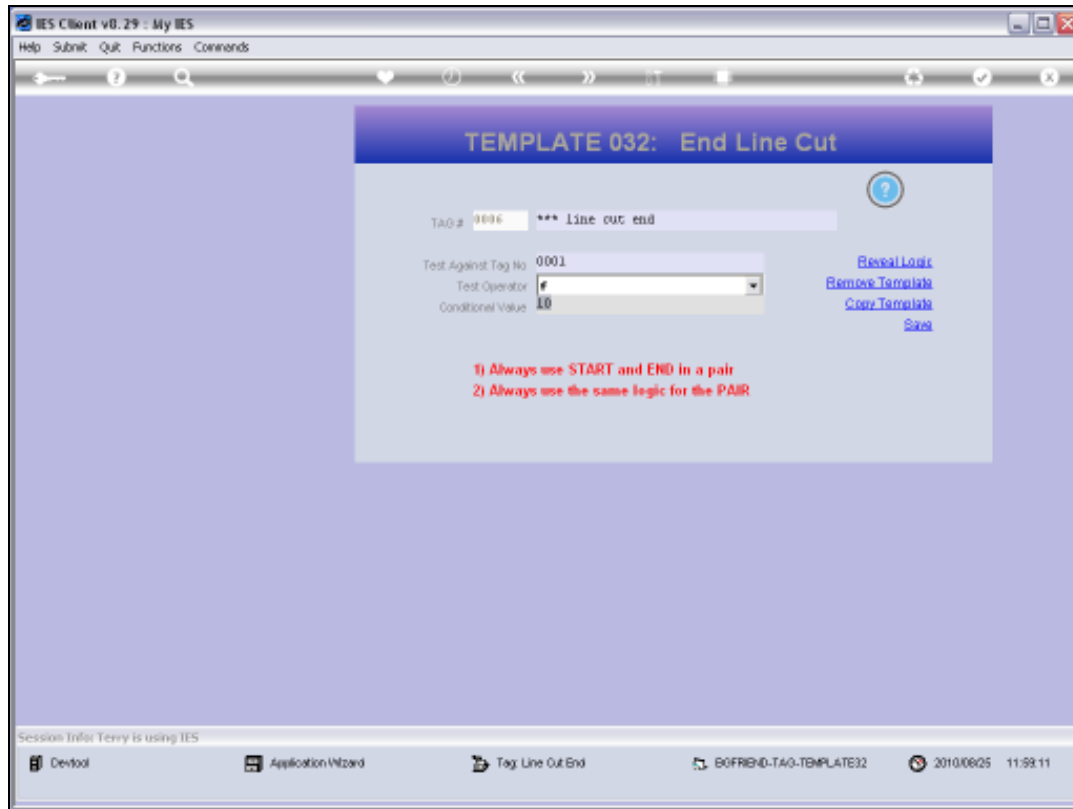 IES Client v8.29 : My IES
Help Submit Quit Functions Commands
TEMPLATE 032: End Line Cut
TAG # 0006 *** line cut end
Test Against Tag No 0001
Reveal Logic
Test Operator #
Remove Template
Conditional Value 10
Copy Template
Save
1) Always use START and END in a pair
2) Always use the same logic for the PAIR
Session Info: Terry is using IES
Devtool Application Wizard Tag: Line Cut End BGFRIEND-TAG-TEMPLATE32 2010/08/25 11:59:11